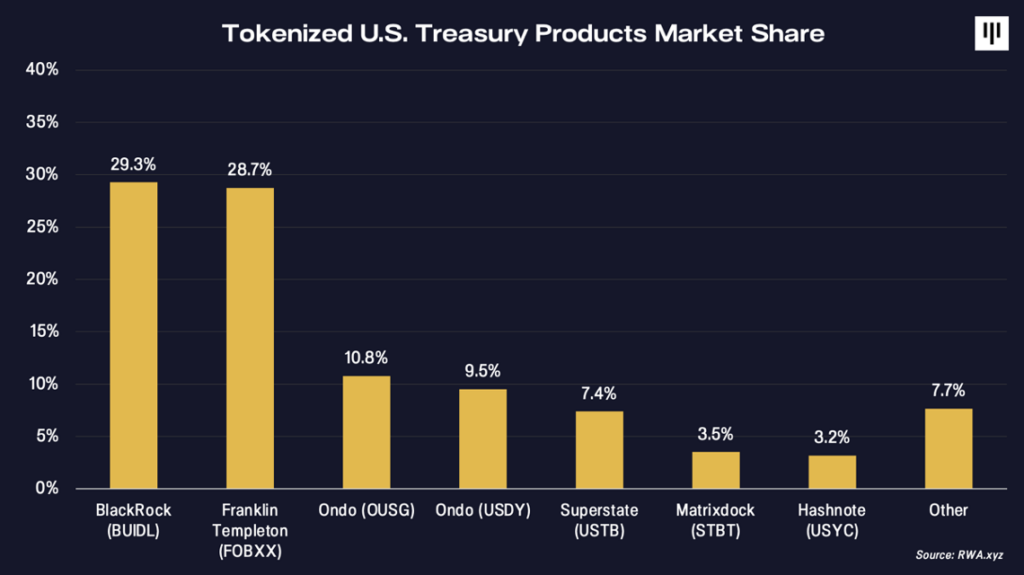 Tokenized U.S. Treasury Products Market Share
40%
35%
30%
25%
20%
15%
10%
5%
0%
29.3%
28.7%
10.8%
9.5%
7.4%
3.5%
3.2%
7.7%
BlackRock
(BUIDL)
Franklin
Templeton
(FOBXX)
Ondo (OUSG)
Ondo (USDY)
Superstate
(USTB)
Matrixdock
(STBT)
Hashnote
(USYC)
Other
Source: RWA.xyz